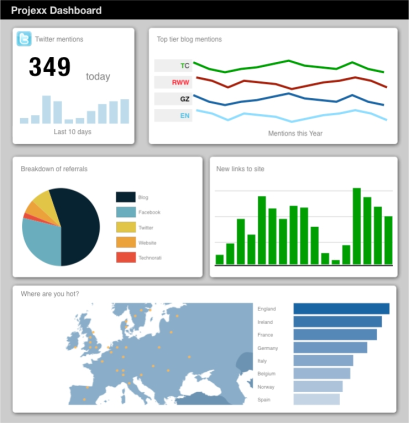 Projexx Dashboard
Twitter mentions
349 today
Last 10 days
Top tier blog mentions
TC
RWW
GZ
EN
Mentions this Year
Breakdown of referrals
Blog
Facebook
Twitter
Website
Technorati
New links to site
Where are you hot?
England
Ireland
France
Germany
Italy
Belgium
Norway
Spain